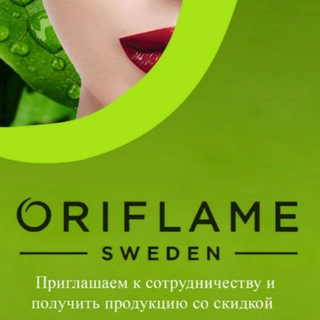 ORIFLAME
SWEDEN
Приглашаем к сотрудничеству и
получить продукцию со скидкой